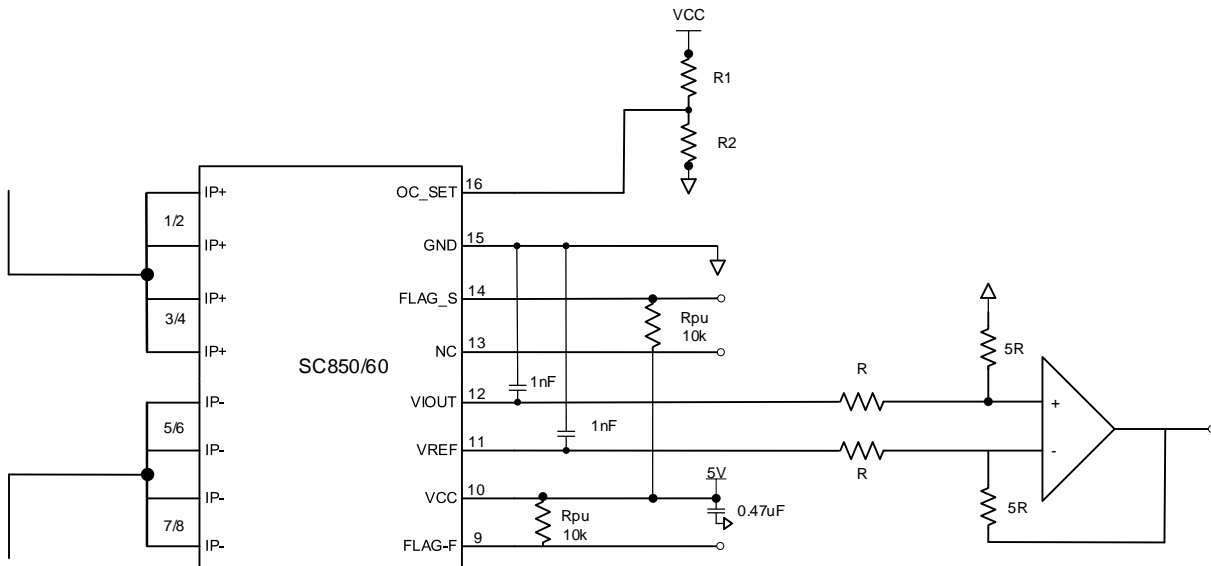 VCC
R1
R2
IP+
1/2
IP+
IP+
3/4
IP+
IP-
5/6
IP-
IP-
7/8
IP-
SC850/60
OC_SET
16
GND
15
FLAG_S
14
NC
13
VIOUT
12
VREF
11
VCC
10
FLAG-F
9
Rpu
10k
1nF
1nF
Rpu
10k
5V
0.47uF
R
R
5R
5R
+
-